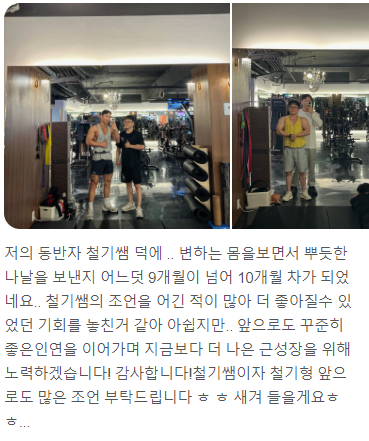 저의 동반자 철기쌤 덕에 .. 변하는 몸을보면서 뿌듯한
나날을 보낸지 어느덧 9개월이 넘어 10개월 차가 되었
네요.. 철기쌤의 조언을 어긴 적이 많아 더 좋아질수 있
었던 기회를 놓친거 같아 아쉽지만.. 앞으로도 꾸준히
좋은인연을 이어가며 지금보다 더 나은 근성장을 위해
노력하겠습니다! 감사합니다!철기쌤이자 철기형 앞으
로도 많은 조언 부탁드립니다 ㅎ ㅎ 새겨 들을게요ㅎ
ㅎ...